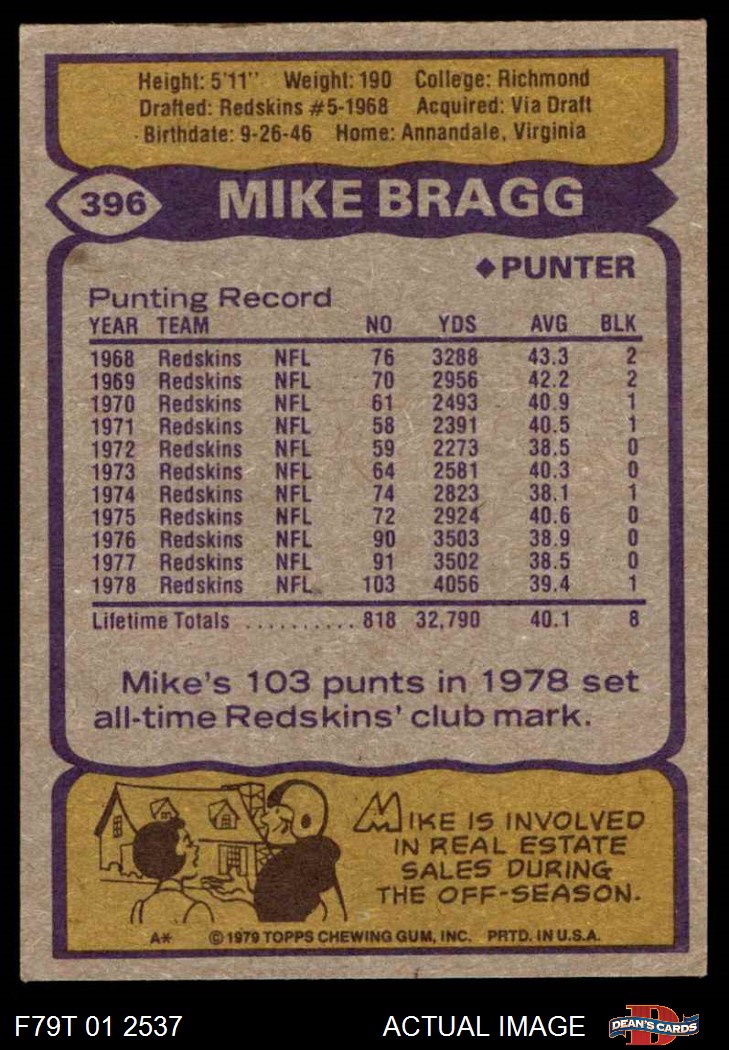 Height: 5'11" Weight: 190 College: Richmond
Drafted: Redskins #5-1968 Acquired: Via Draft
Birthdate: 9-26-46 Home: Annandale, Virginia
396 MIKE BRAGG
◆PUNTER
Punting Record
YEAR TEAM NO YDS AVG BLK
1968 Redskins NFL 76 3288 43.3 2
1969 Redskins NFL 70 2956 42.2 2
1970 Redskins NFL 61 2493 40.9 1
1971 Redskins NFL 58 2391 40.5 1
1972 Redskins NFL 59 2273 38.5 0
1973 Redskins NFL 64 2581 40.3 0
1974 Redskins NFL 74 2823 38.1 1
1975 Redskins NFL 72 2924 40.6 0
1976 Redskins NFL 90 3503 38.9 0
1977 Redskins NFL 91 3502 38.5 0
1978 Redskins NFL 103 4056 39.4 1
Lifetime Totals .......... 818 32,790 40.1 8
Mike's 103 punts in 1978 set
all-time Redskins' club mark.
MIKE IS INVOLVED
IN REAL ESTATE
SALES DURING
THE OFF-SEASON.
A* © 1979 TOPPS CHEWING GUM, INC. PRTD. IN U.S.A.
F79T 01 2537 ACTUAL IMAGE D DEAN'S CARDS